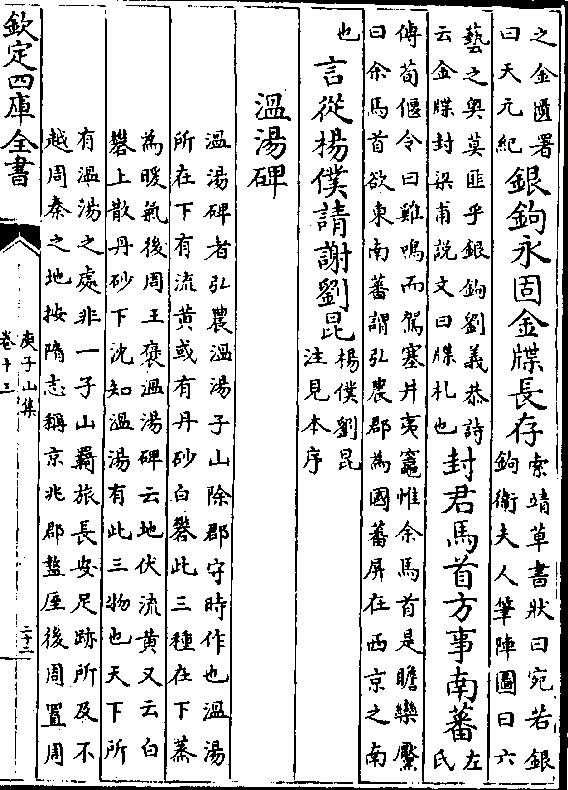 之金匱署
曰天元紀
銀鉤永固金牒長存
索靖草書狀曰宛若銀
鉤衛夫人筆陣圖曰六
藝之奥莫匪乎銀鉤劉義恭詩
云金牒封梁甫説文曰牒札也
封君馬首方事南蕃
左
氏
傅荀偃令曰雞鳴而駕塞井夷竈惟余馬首是瞻欒黶
曰余馬首欲東南蕃謂弘農郡為國蕃屏在西京之南
也
言從楊僕請謝劉昆
楊僕劉昆
注見本序
溫湯碑
溫湯碑者弘農溫湯子山除郡守時作也溫湯
所在下有流黄或有丹砂白礬此三種在下蒸
為暖氣後周王褒溫湯碑云地伏流黄又云白
礬上散丹砂下沈知溫湯有此三物也天下所
有溫湯之處非一子山羇旅長安足跡所及不
越周秦之地按隋志稱京兆郡盩厔後周置周
欽定四庫全書
庾子山集
卷十三
二十三